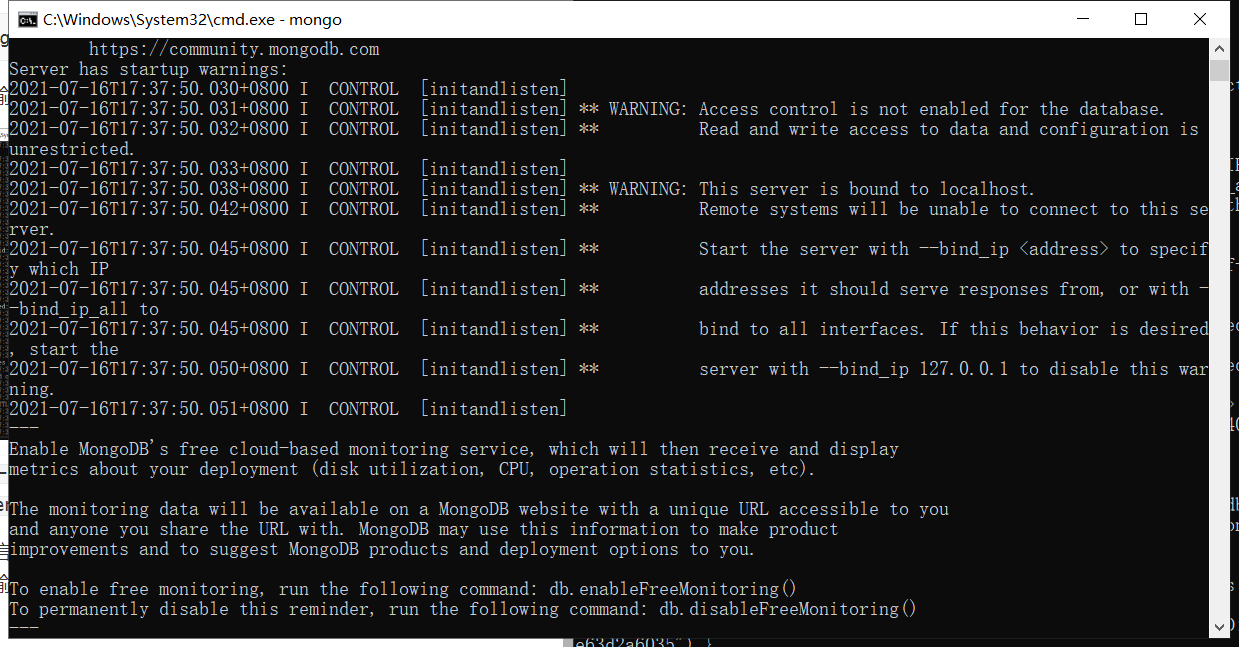 C:\Windows\System32\cmd.exe - mongo
https://community.mongodb.com
Server has startup warnings:
2021-07-16T17:37:50.030+0800 I  CONTROL  [initandlisten]
2021-07-16T17:37:50.031+0800 I  CONTROL  [initandlisten] ** WARNING: Access control is not enabled for the database.
2021-07-16T17:37:50.032+0800 I  CONTROL  [initandlisten] **          Read and write access to data and configuration is
unrestricted.
2021-07-16T17:37:50.033+0800 I  CONTROL  [initandlisten]
2021-07-16T17:37:50.038+0800 I  CONTROL  [initandlisten] ** WARNING: This server is bound to localhost.
2021-07-16T17:37:50.042+0800 I  CONTROL  [initandlisten] **          Remote systems will be unable to connect to this se
rver.
2021-07-16T17:37:50.045+0800 I  CONTROL  [initandlisten] **          Start the server with --bind_ip <address> to specif
y which IP
2021-07-16T17:37:50.045+0800 I  CONTROL  [initandlisten] **          addresses it should serve responses from, or with -
-bind_ip_all to
2021-07-16T17:37:50.045+0800 I  CONTROL  [initandlisten] **          bind to all interfaces. If this behavior is desired
, start the
2021-07-16T17:37:50.050+0800 I  CONTROL  [initandlisten] **          server with --bind_ip 127.0.0.1 to disable this war
ning.
2021-07-16T17:37:50.051+0800 I  CONTROL  [initandlisten]
---
Enable MongoDB's free cloud-based monitoring service, which will then receive and display
metrics about your deployment (disk utilization, CPU, operation statistics, etc).
The monitoring data will be available on a MongoDB website with a unique URL accessible to you
and anyone you share the URL with. MongoDB may use this information to make product
improvements and to suggest MongoDB products and deployment options to you.
To enable free monitoring, run the following command: db.enableFreeMonitoring()
To permanently disable this reminder, run the following command: db.disableFreeMonitoring()
---
e63d2a6035") }